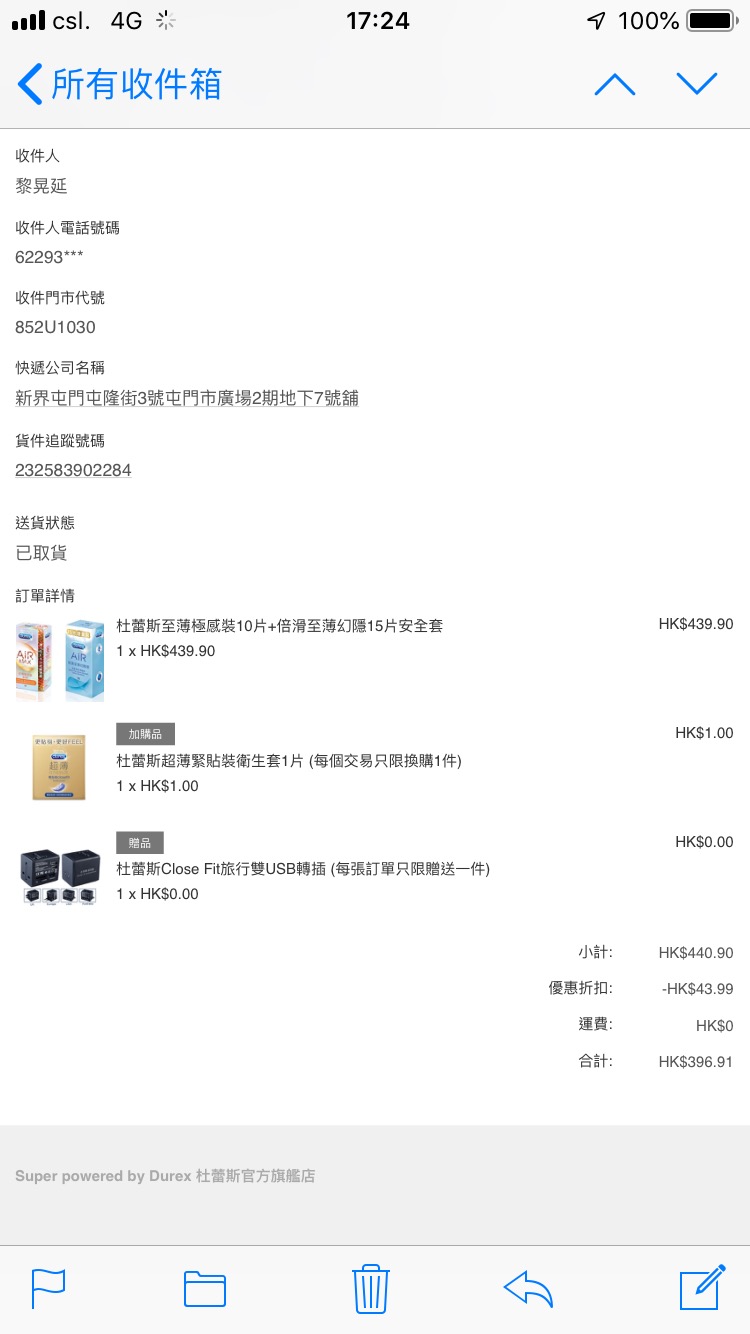 csl. 4G 17:24 100%
所有收件箱
收件人
黎晃延
收件人電話號碼
62293***
收件門市代號
852U1030
快遞公司名稱
新界屯門屯隆街3號屯門市廣場2期地下7號舖
貨件追蹤號碼
232583902284
送貨狀態
已取貨
訂單詳情
杜蕾斯至薄極感裝10片+倍滑至薄幻隱15片安全套 HK$439.90
1 x HK$439.90
AIR
AIR
加購品 HK$1.00
杜蕾斯超薄緊貼裝衛生套1片 (每個交易只限換購1件)
1 x HK$1.00
超薄
贈品 HK$0.00
杜蕾斯Close Fit旅行雙USB轉插 (每張訂單只限贈送一件)
1 x HK$0.00
小計: HK$440.90
優惠折扣: -HK$43.99
運費: HK$0
合計: HK$396.91
Super powered by Durex 杜蕾斯官方旗艦店